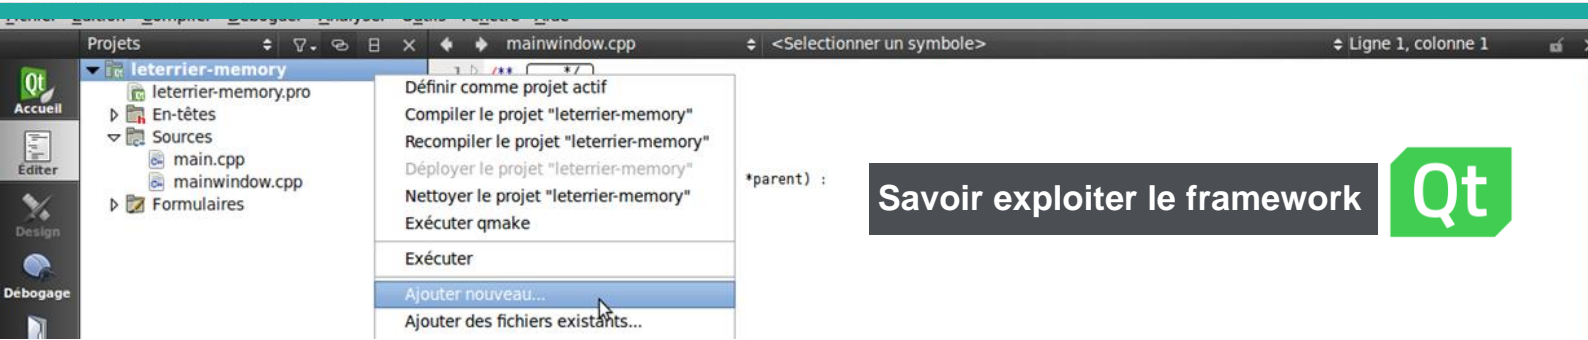 Projets
mainwindow.cpp
<Selectionner un symbole>
Ligne 1, colonne 1
Qt
Accueil
Éditer
Design
Débogage
leterrier-memory
leterrier-memory.pro
En-têtes
Sources
main.cpp
mainwindow.cpp
Formulaires
1 /** */
*parent) :
Définir comme projet actif
Compiler le projet "leterrier-memory"
Recompiler le projet "leterrier-memory"
Déployer le projet "leterrier-memory"
Nettoyer le projet "leterrier-memory"
Exécuter qmake
Exécuter
Ajouter nouveau...
Ajouter des fichiers existants...
Savoir exploiter le framework
Qt